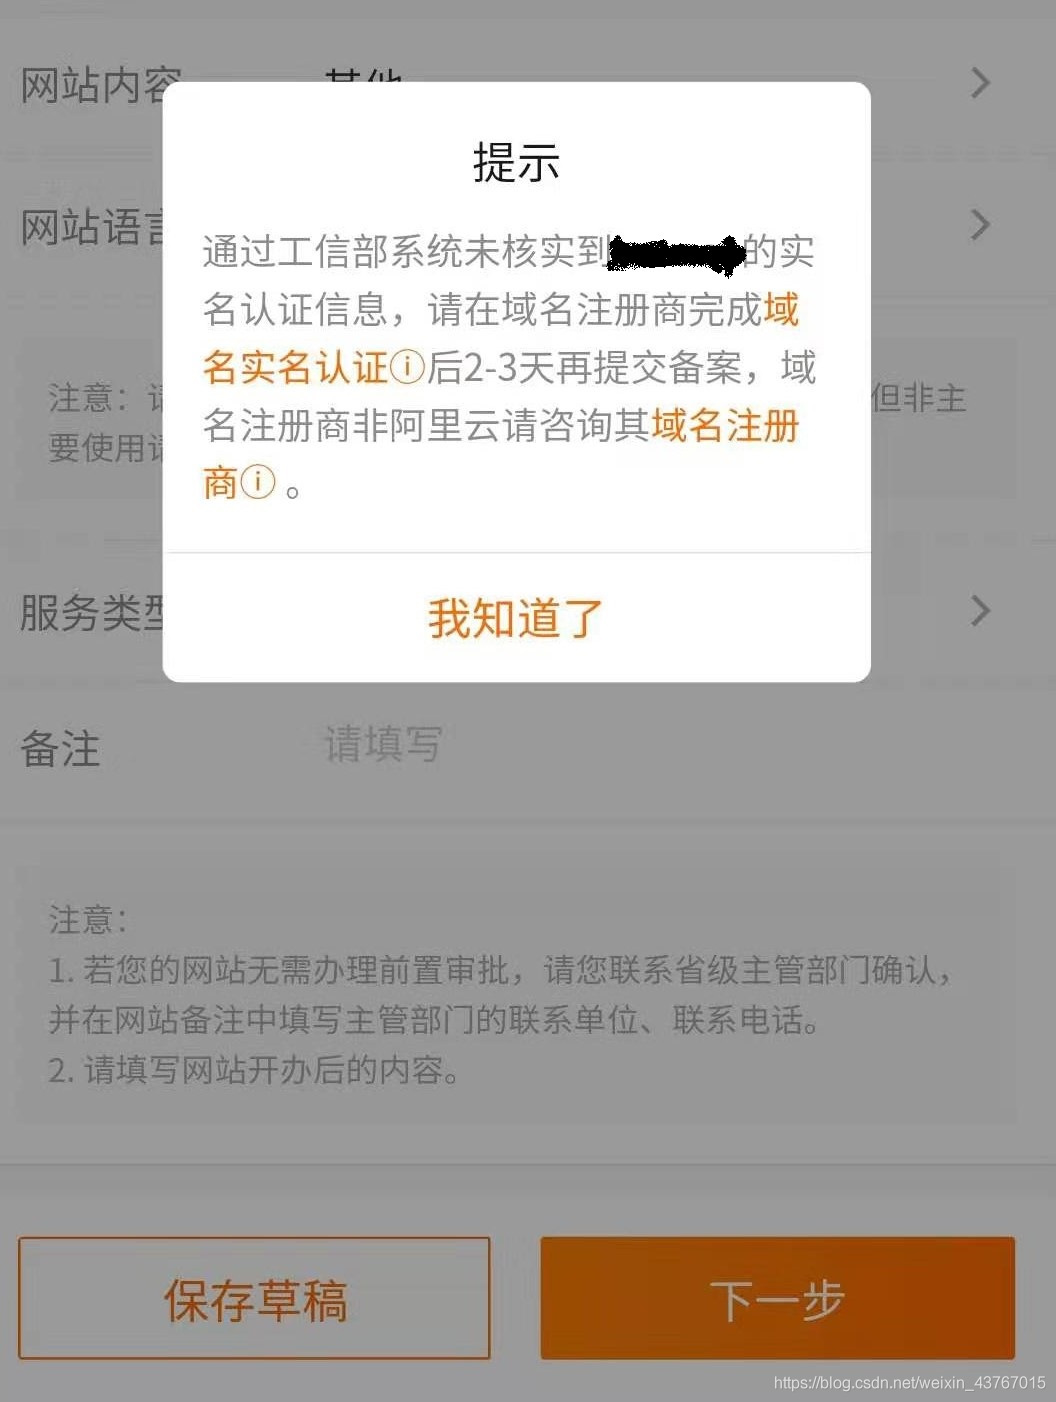 网站内容
其他
提示
网站语言
通过工信部系统未核实到的实
名认证信息，请在域名注册商完成域
名实名认证ⓘ后2-3天再提交备案，域
名注册商非阿里云请咨询其域名注册
商ⓘ。
注意：请
但非主
要使用语
我知道了
服务类型
备注
请填写
注意：
1. 若您的网站无需办理前置审批，请您联系省级主管部门确认，
并在网站备注中填写主管部门的联系单位、联系电话。
2. 请填写网站开办后的内容。
保存草稿
下一步
https://blog.csdn.net/weixin_43767015